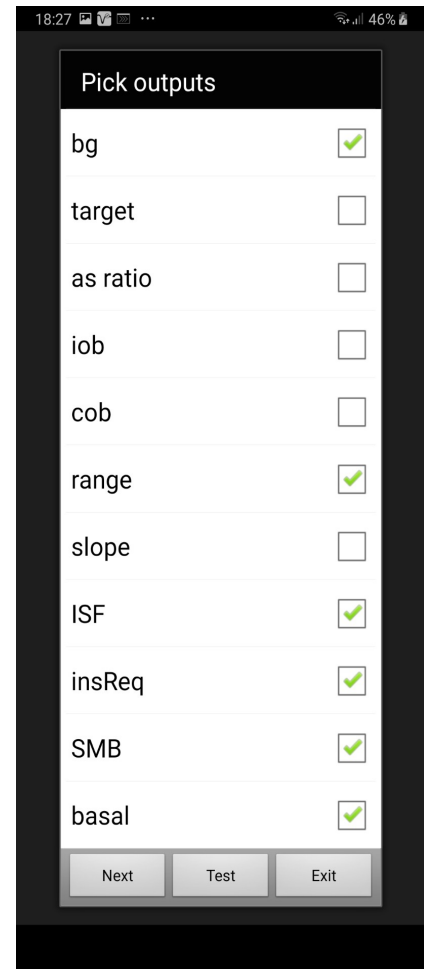 18:27 46%
Pick outputs
bg
target
as ratio
iob
cob
range
slope
ISF
insReq
SMB
basal
Next Test Exit